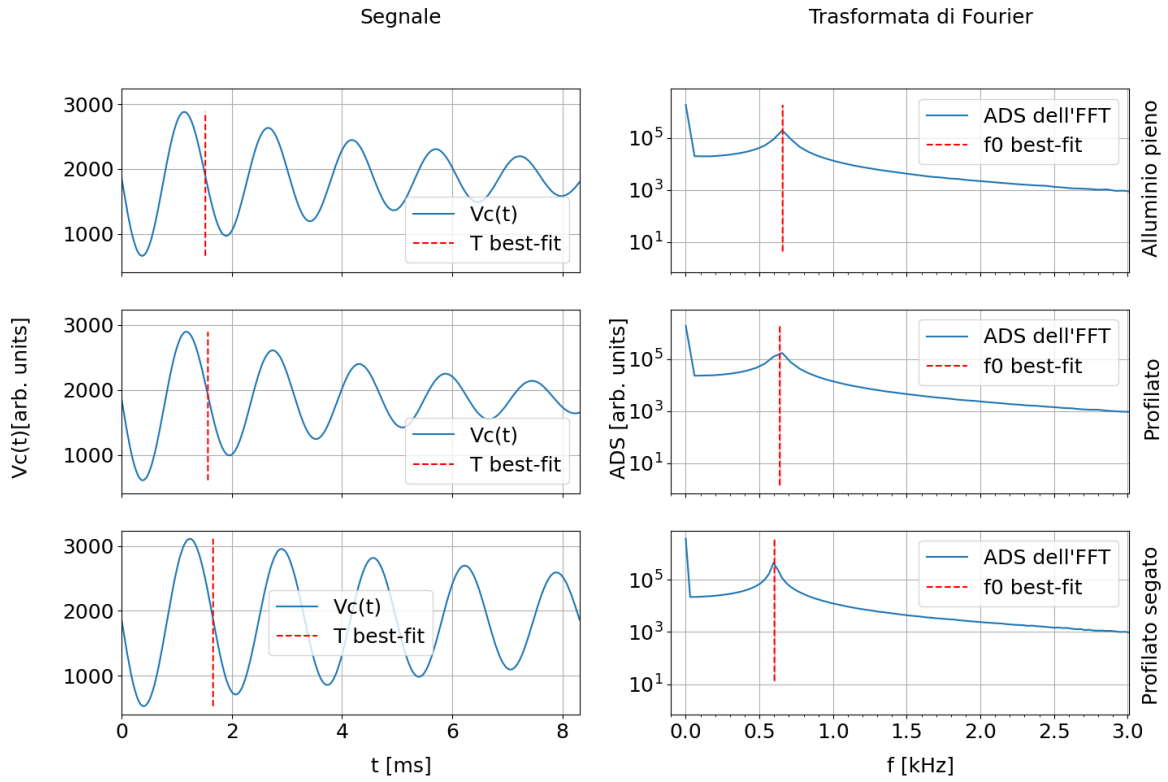 Segnale
Trasformata di Fourier
3000
2000
1000
Vc(t)
T best-fit
10^5
10^3
10^1
ADS dell'FFT
f0 best-fit
Alluminio pieno
Vc(t)[arb. units]
3000
2000
1000
Vc(t)
T best-fit
ADS [arb. units]
10^5
10^3
10^1
ADS dell'FFT
f0 best-fit
Profilato
3000
2000
1000
Vc(t)
T best-fit
0 2 4 6 8
t [ms]
10^5
10^3
10^1
ADS dell'FFT
f0 best-fit
Profilato segato
0.0 0.5 1.0 1.5 2.0 2.5 3.0
f [kHz]